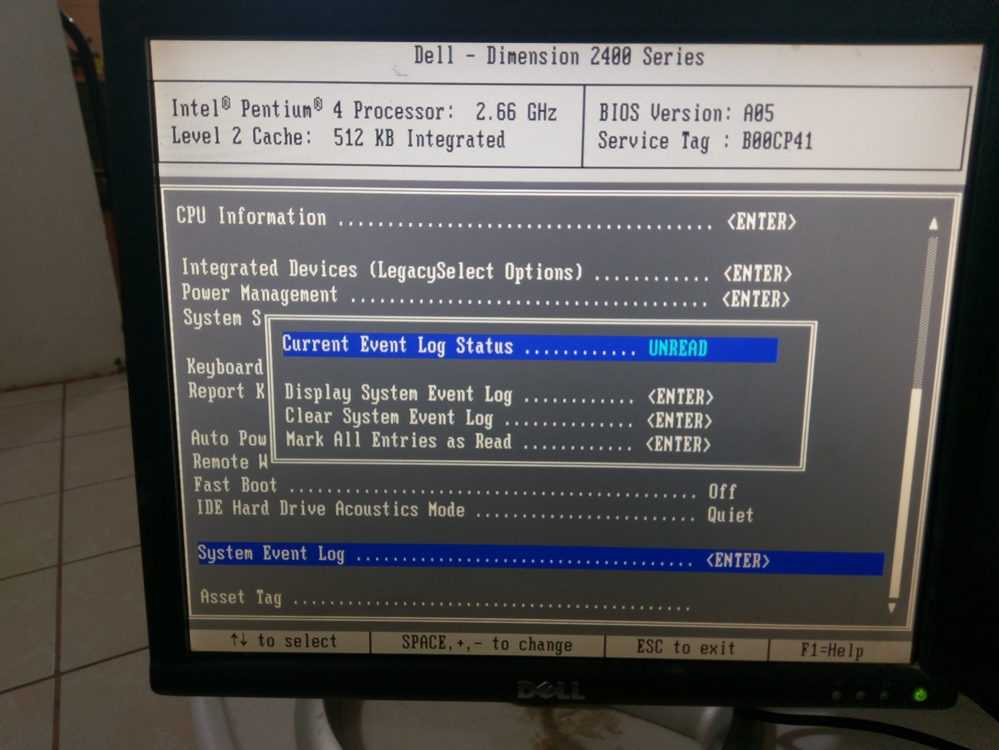 Dell - Dimension 2400 Series
Intel® Pentium® 4 Processor: 2.66 GHz
Level 2 Cache: 512 KB Integrated
BIOS Version: A05
Service Tag : B00CP41
CPU Information ..................................... <ENTER>
Integrated Devices (LegacySelect Options) ............ <ENTER>
Power Management .................................... <ENTER>
System S
Current Event Log Status ............ UNREAD
Keyboard
Report K
Display System Event Log ............ <ENTER>
Clear System Event Log .............. <ENTER>
Mark All Entries as Read ............ <ENTER>
Auto Pow
Remote W
Fast Boot .......................................... Off
IDE Hard Drive Acoustics Mode ....................... Quiet
System Event Log .................................... <ENTER>
Asset Tag ...........................................
↑↓ to select
SPACE,+,- to change
ESC to exit
F1=Help
DELL